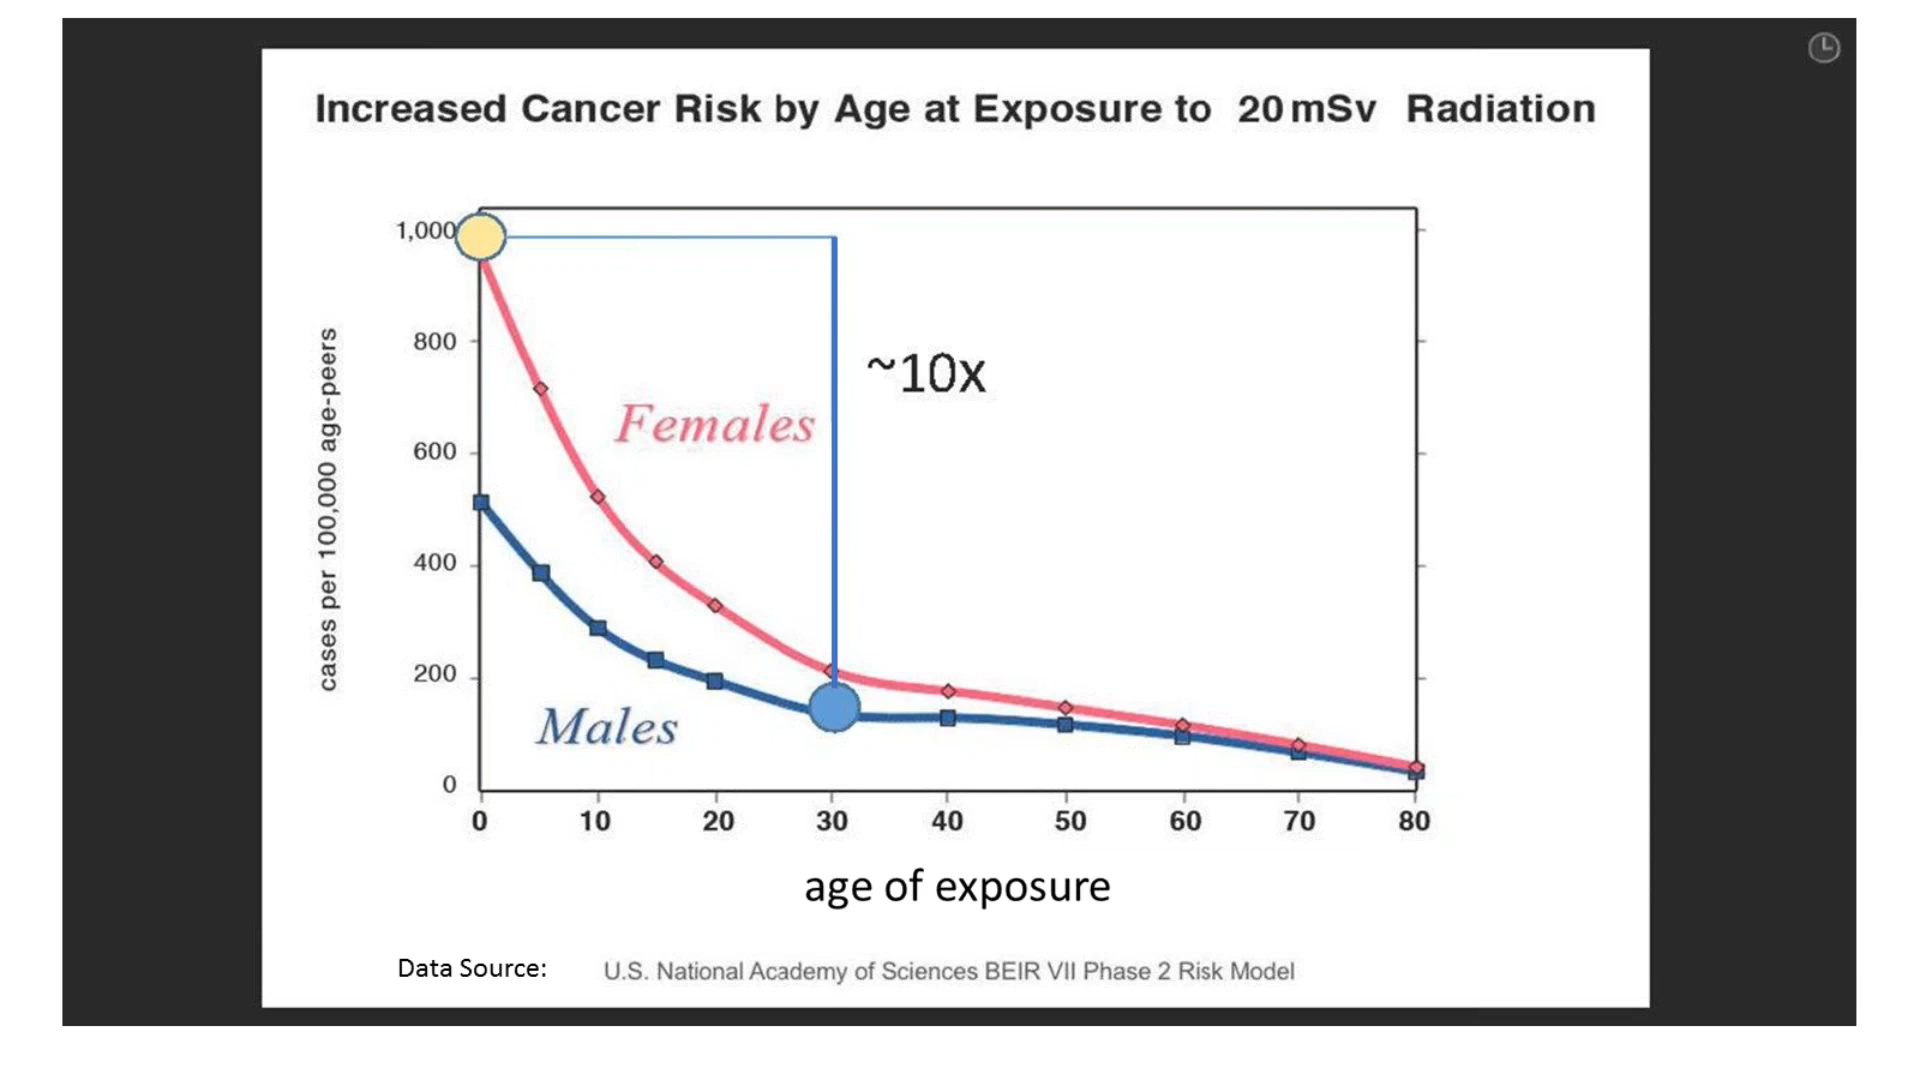 Increased Cancer Risk by Age at Exposure to 20 mSv Radiation
cases per 100,000 age-peers
1,000
800
600
400
200
0
Females
~10x
Males
0 10 20 30 40 50 60 70 80
age of exposure
Data Source: U.S. National Academy of Sciences BEIR VII Phase 2 Risk Model